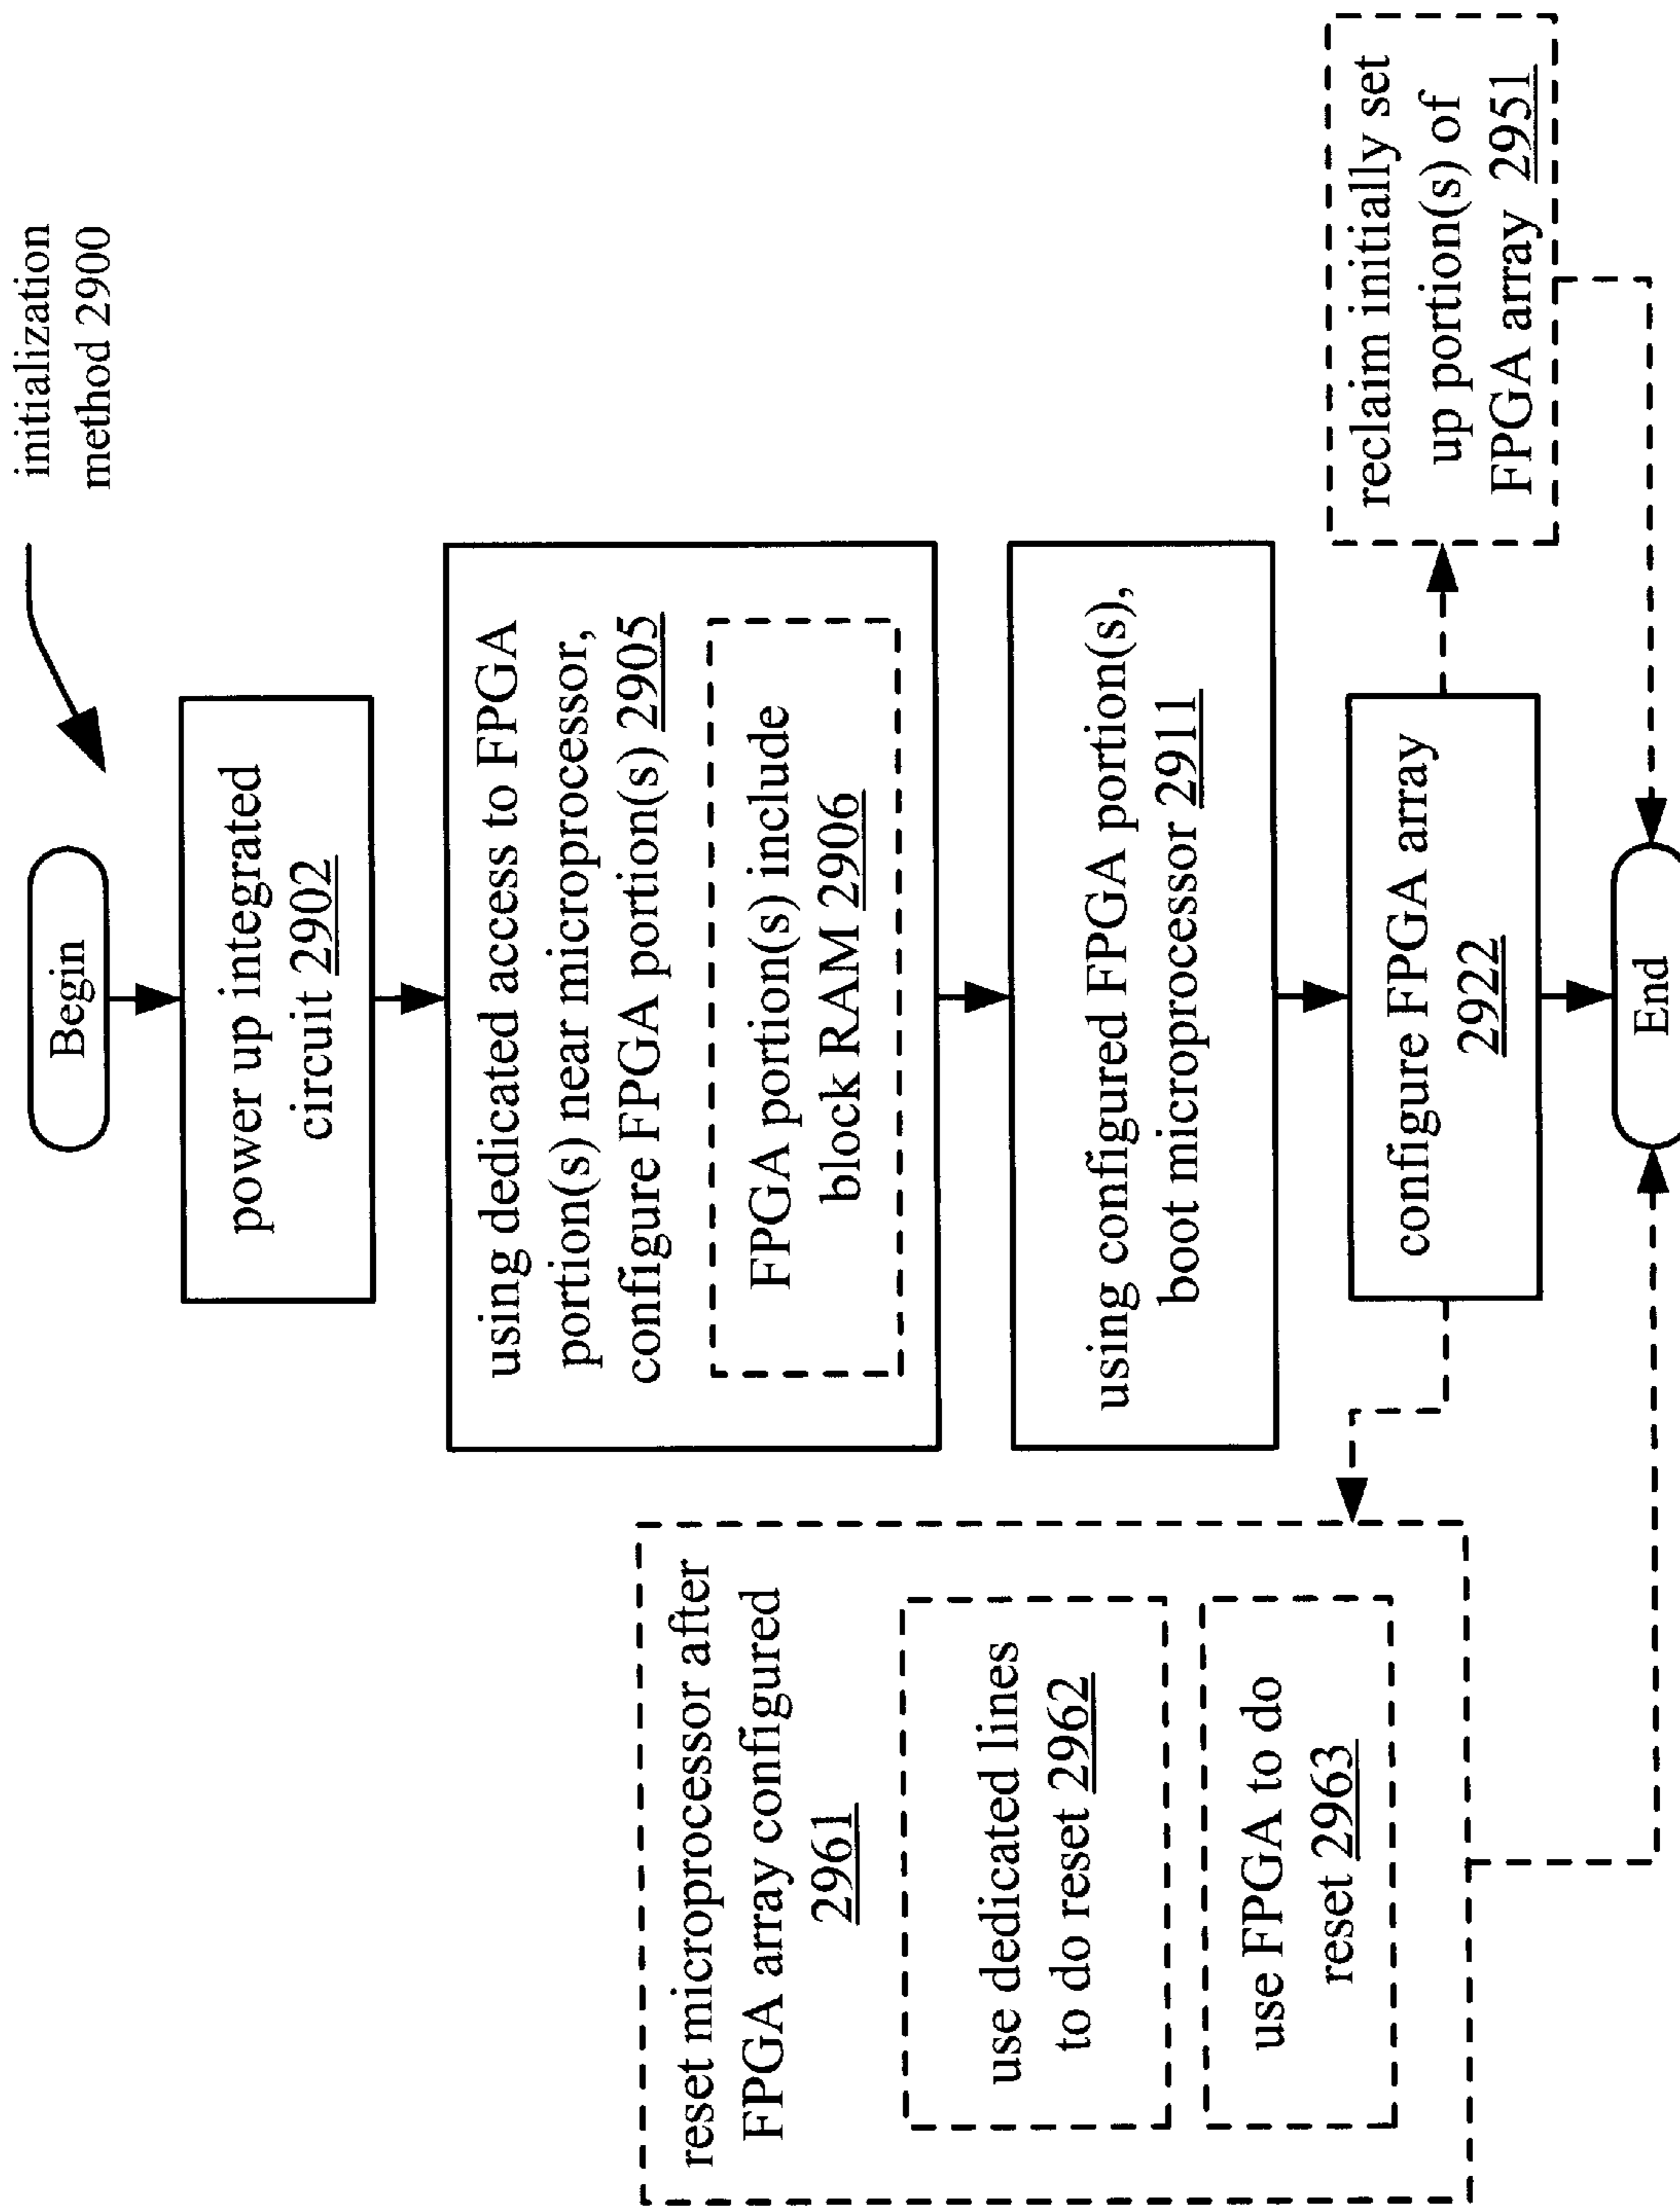 initialization
method 2900
Begin
power up integrated
circuit 2902
using dedicated access to FPGA
portion(s) near microprocessor,
configure FPGA portion(s) 2905
FPGA portion(s) include
block RAM 2906
using configured FPGA portion(s),
boot microprocessor 2911
configure FPGA array
2922
reclaim initially set
up portion(s) of
FPGA array 2951
reset microprocessor after
FPGA array configured
2961
use dedicated lines
to do reset 2962
use FPGA to do
reset 2963
End